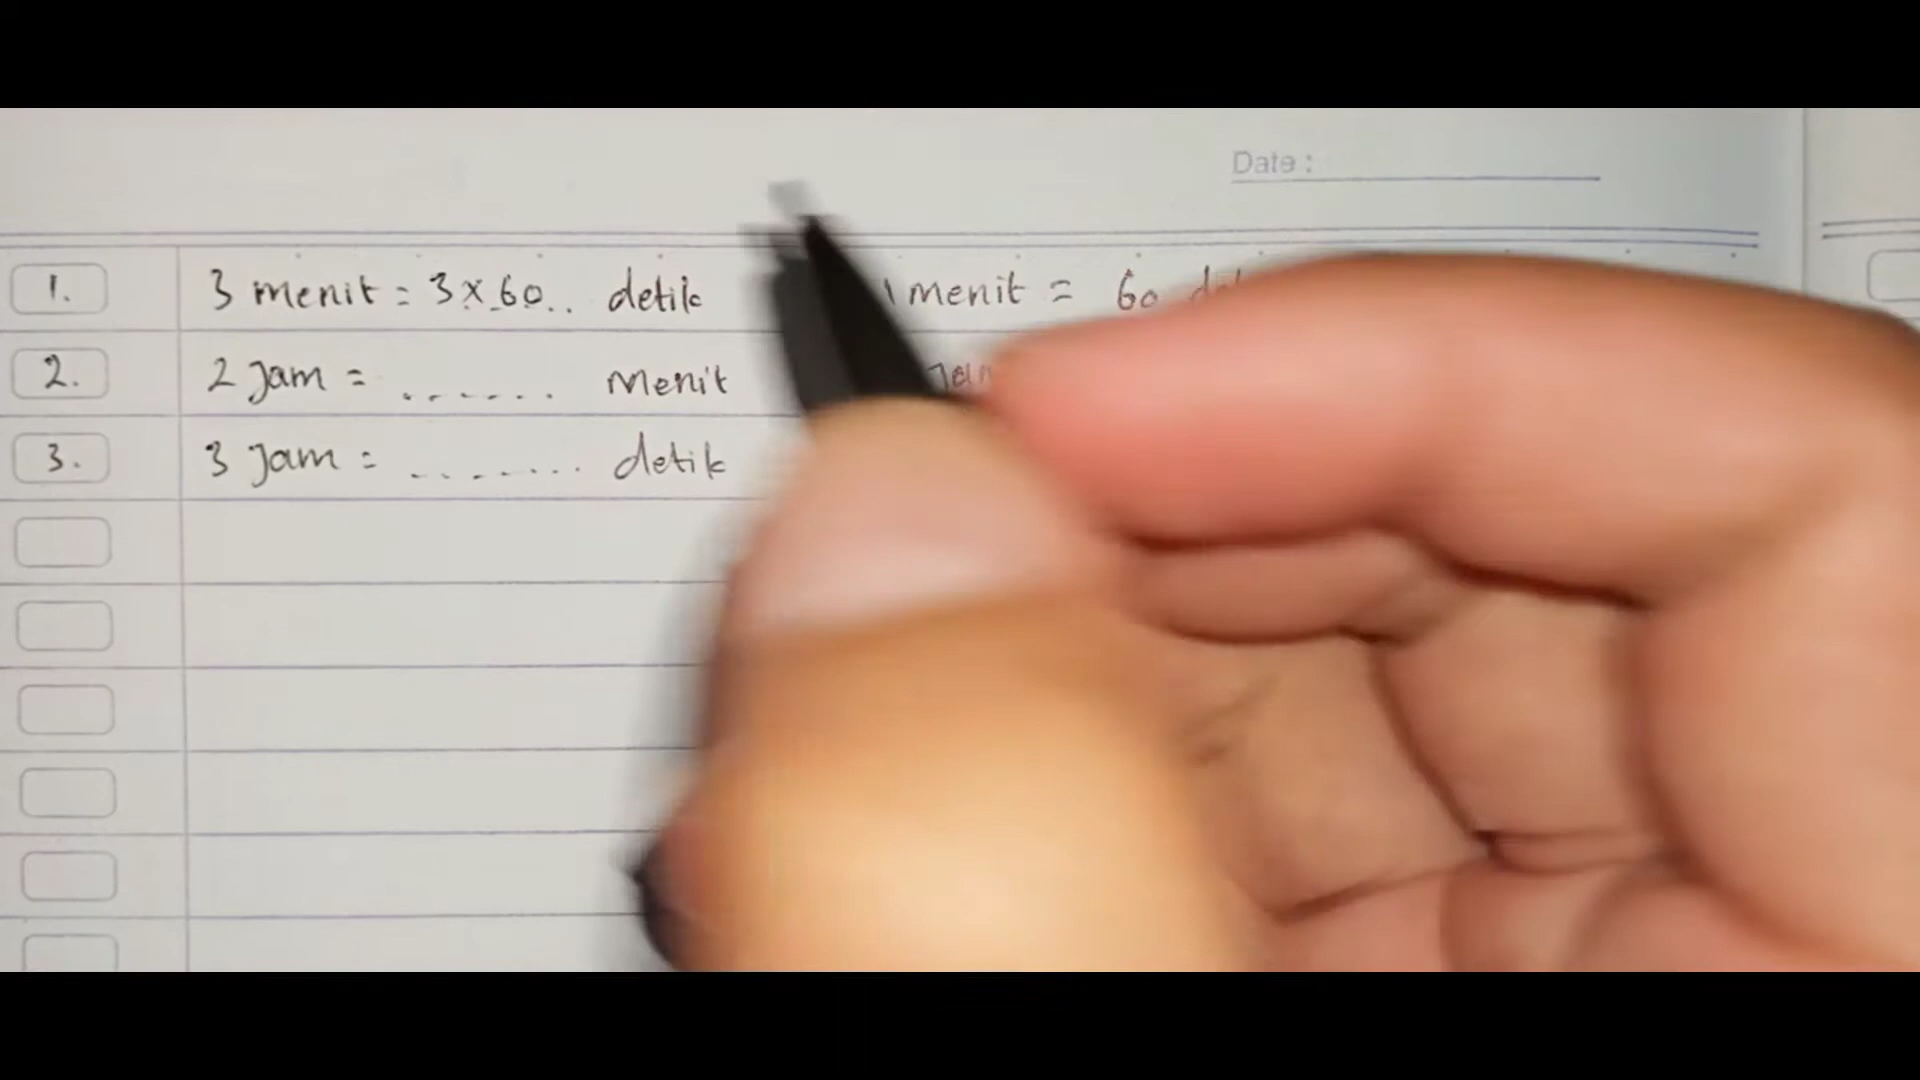 Date :
1. 3 menit = 3 x 60.. detik 1 menit = 60
2. 2 Jam = ....... Menit
3. 3 Jam = ........ detik